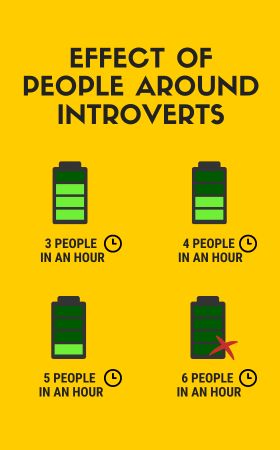 EFFECT OF
PEOPLE AROUND
INTROVERTS
3 PEOPLE
IN AN HOUR
4 PEOPLE
IN AN HOUR
5 PEOPLE
IN AN HOUR
6 PEOPLE
IN AN HOUR